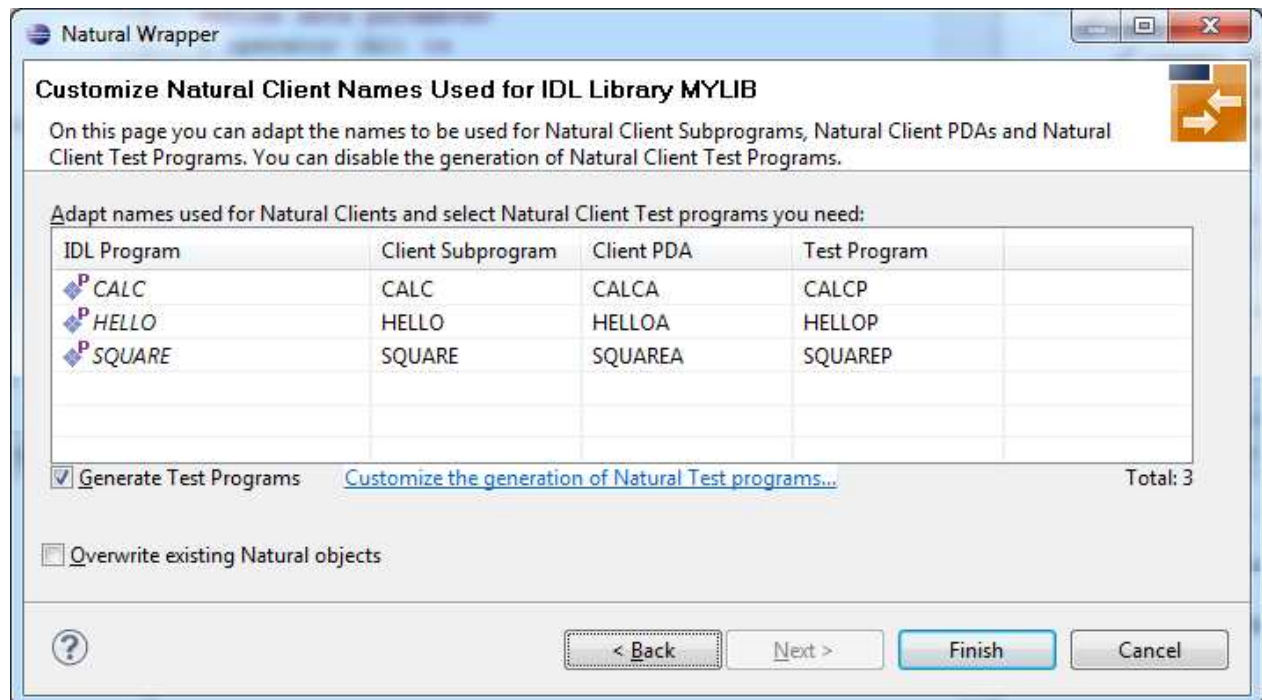 Natural Wrapper
Customize Natural Client Names Used for IDL Library MYLIB
On this page you can adapt the names to be used for Natural Client Subprograms, Natural Client PDAs and Natural
Client Test Programs. You can disable the generation of Natural Client Test Programs.
Adapt names used for Natural Clients and select Natural Client Test programs you need:
IDL Program Client Subprogram Client PDA Test Program
P CALC CALC CALCA CALCP
P HELLO HELLO HELLOA HELLOP
P SQUARE SQUARE SQUAREA SQUAREP
Generate Test Programs Customize the generation of Natural Test programs... Total: 3
Overwrite existing Natural objects
? < Back Next > Finish Cancel